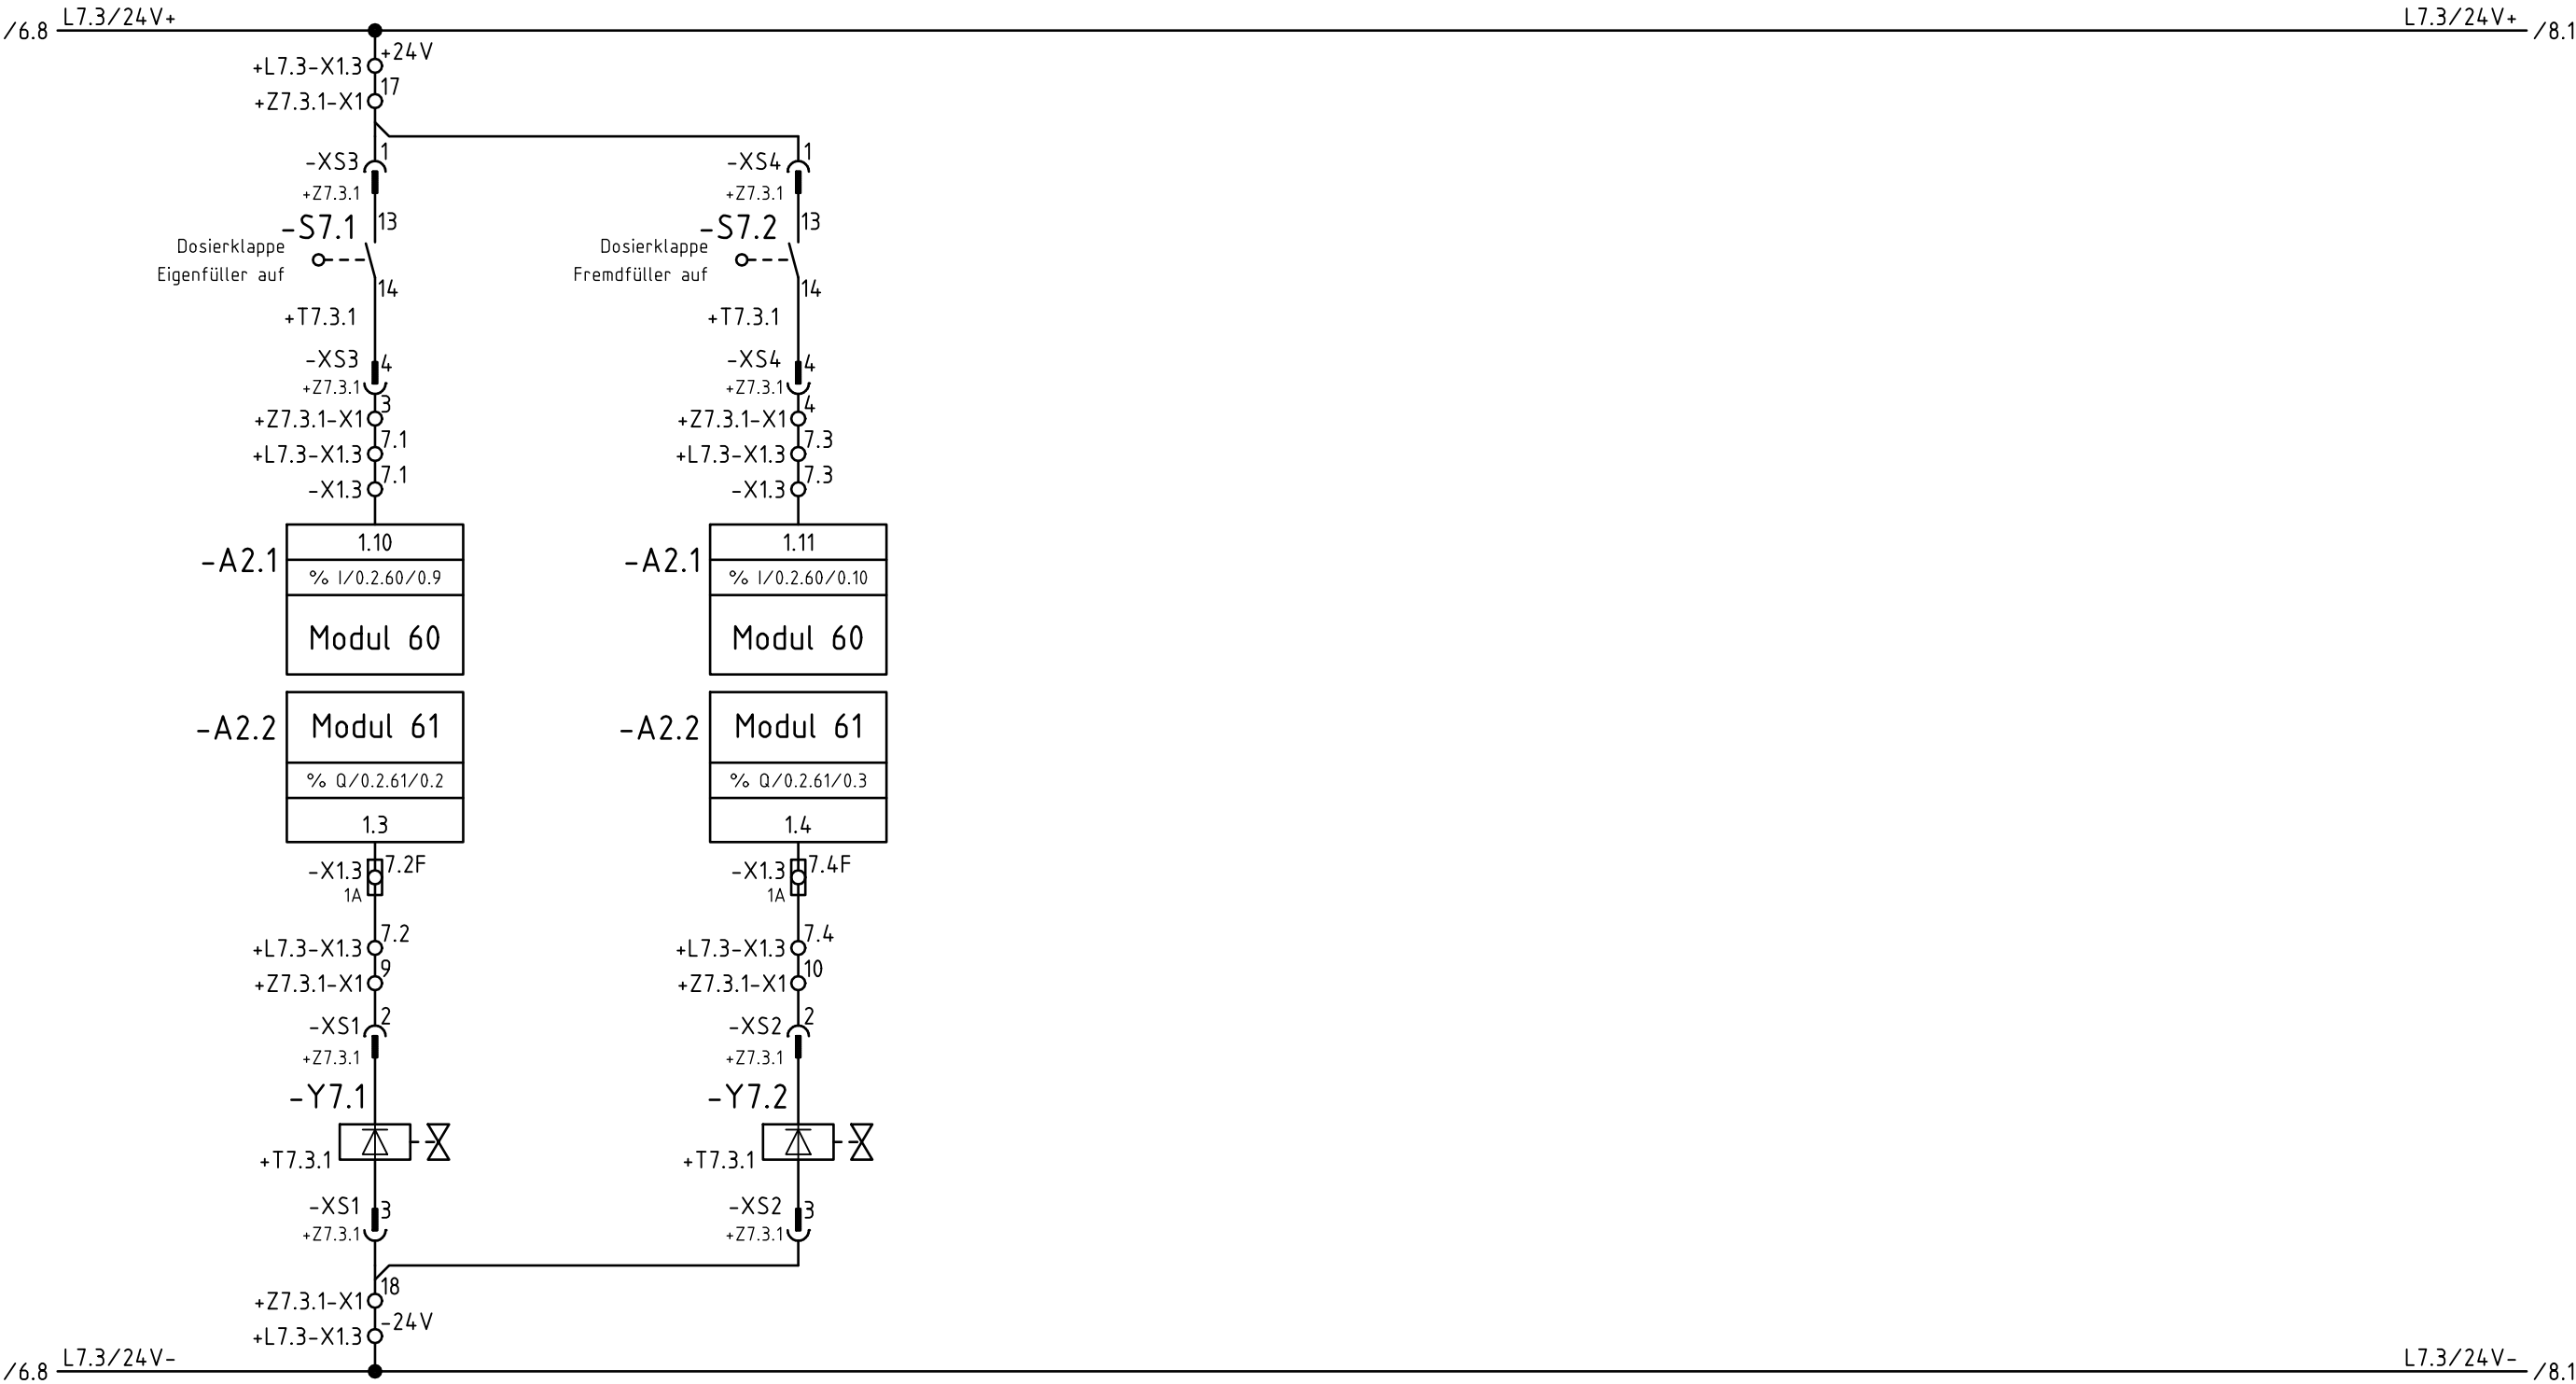 L7.3/24V+ L7.3/24V+
/6.8 /8.1
+24V
+L7.3-X1.3
17
+Z7.3.1-X1
1 1
-XS3 -XS4
+Z7.3.1 +Z7.3.1
13 13
-S7.1 -S7.2
Dosierklappe Dosierklappe
Eigenfüller auf Fremdfüller auf
14 14
+T7.3.1 +T7.3.1
-XS3 4 -XS4 4
+Z7.3.1 +Z7.3.1
3 4
+Z7.3.1-X1 +Z7.3.1-X1
7.1 7.3
+L7.3-X1.3 +L7.3-X1.3
7.1 7.3
-X1.3 -X1.3
1.10 1.11
-A2.1 -A2.1
% I/0.2.60/0.9 % I/0.2.60/0.10
Modul 60 Modul 60
-A2.2 Modul 61 -A2.2 Modul 61
% Q/0.2.61/0.2 % Q/0.2.61/0.3
1.3 1.4
-X1.3 7.2F -X1.3 7.4F
1A 1A
7.2 7.4
+L7.3-X1.3 +L7.3-X1.3
9 10
+Z7.3.1-X1 +Z7.3.1-X1
2 2
-XS1 -XS2
+Z7.3.1 +Z7.3.1
-Y7.1 -Y7.2
+T7.3.1 +T7.3.1
-XS1 3 -XS2 3
+Z7.3.1 +Z7.3.1
18
+Z7.3.1-X1
-24V
+L7.3-X1.3
L7.3/24V- L7.3/24V-
/6.8 /8.1